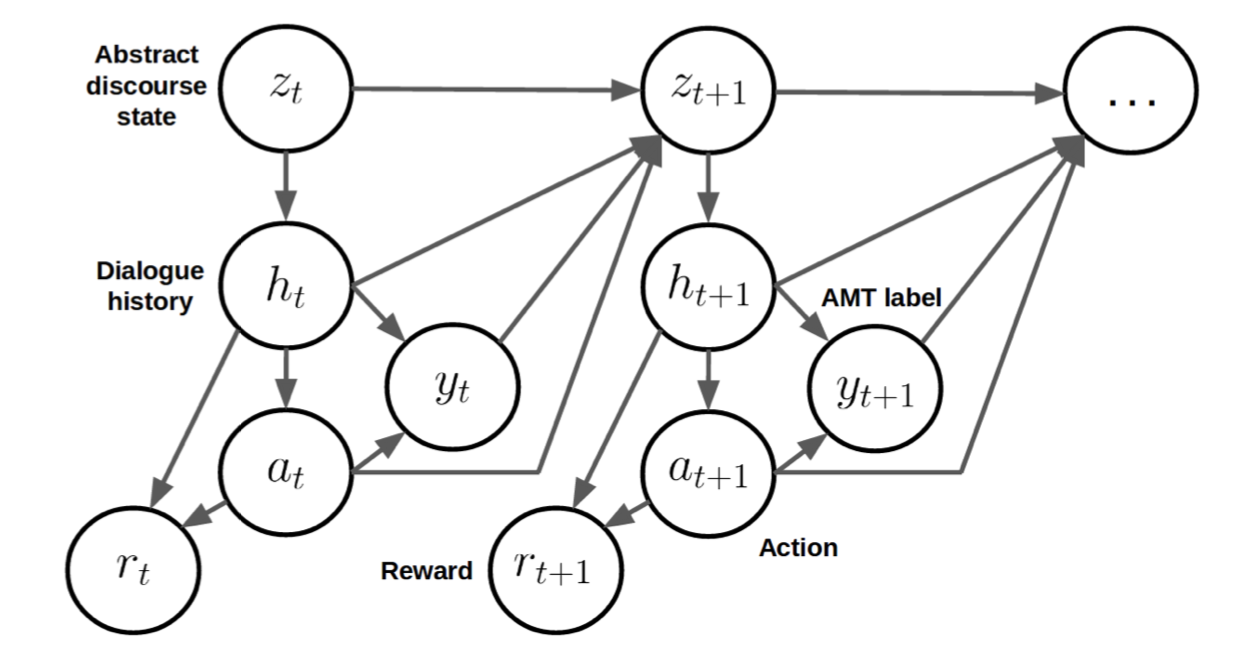 Abstract
discourse
state
z_t
z_{t+1}
...
Dialogue
history
h_t
h_{t+1}
AMT label
y_t
y_{t+1}
a_t
a_{t+1}
Action
r_t
Reward
r_{t+1}